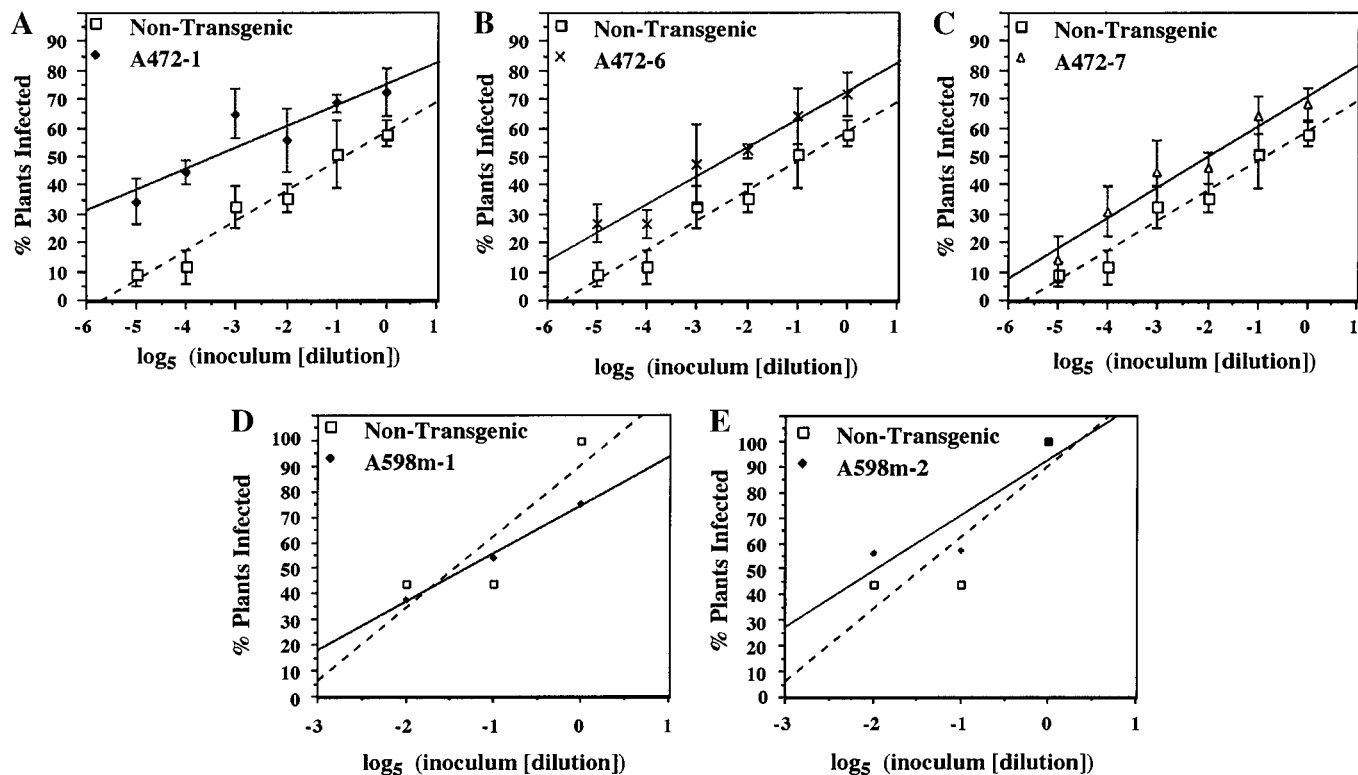 A
Non-Transgenic
A472-1
% Plants Infected
90
80
70
60
50
40
30
20
10
0
-6 -5 -4 -3 -2 -1 0 1
log5 (inoculum [dilution])
B
Non-Transgenic
A472-6
% Plants Infected
90
80
70
60
50
40
30
20
10
0
-6 -5 -4 -3 -2 -1 0 1
log5 (inoculum [dilution])
C
Non-Transgenic
A472-7
% Plants Infected
90
80
70
60
50
40
30
20
10
0
-6 -5 -4 -3 -2 -1 0 1
log5 (inoculum [dilution])
D
Non-Transgenic
A598m-1
% Plants Infected
100
90
80
70
60
50
40
30
20
10
0
-3 -2 -1 0 1
log5 (inoculum [dilution])
E
Non-Transgenic
A598m-2
% Plants Infected
100
90
80
70
60
50
40
30
20
10
0
-3 -2 -1 0 1
log5 (inoculum [dilution])